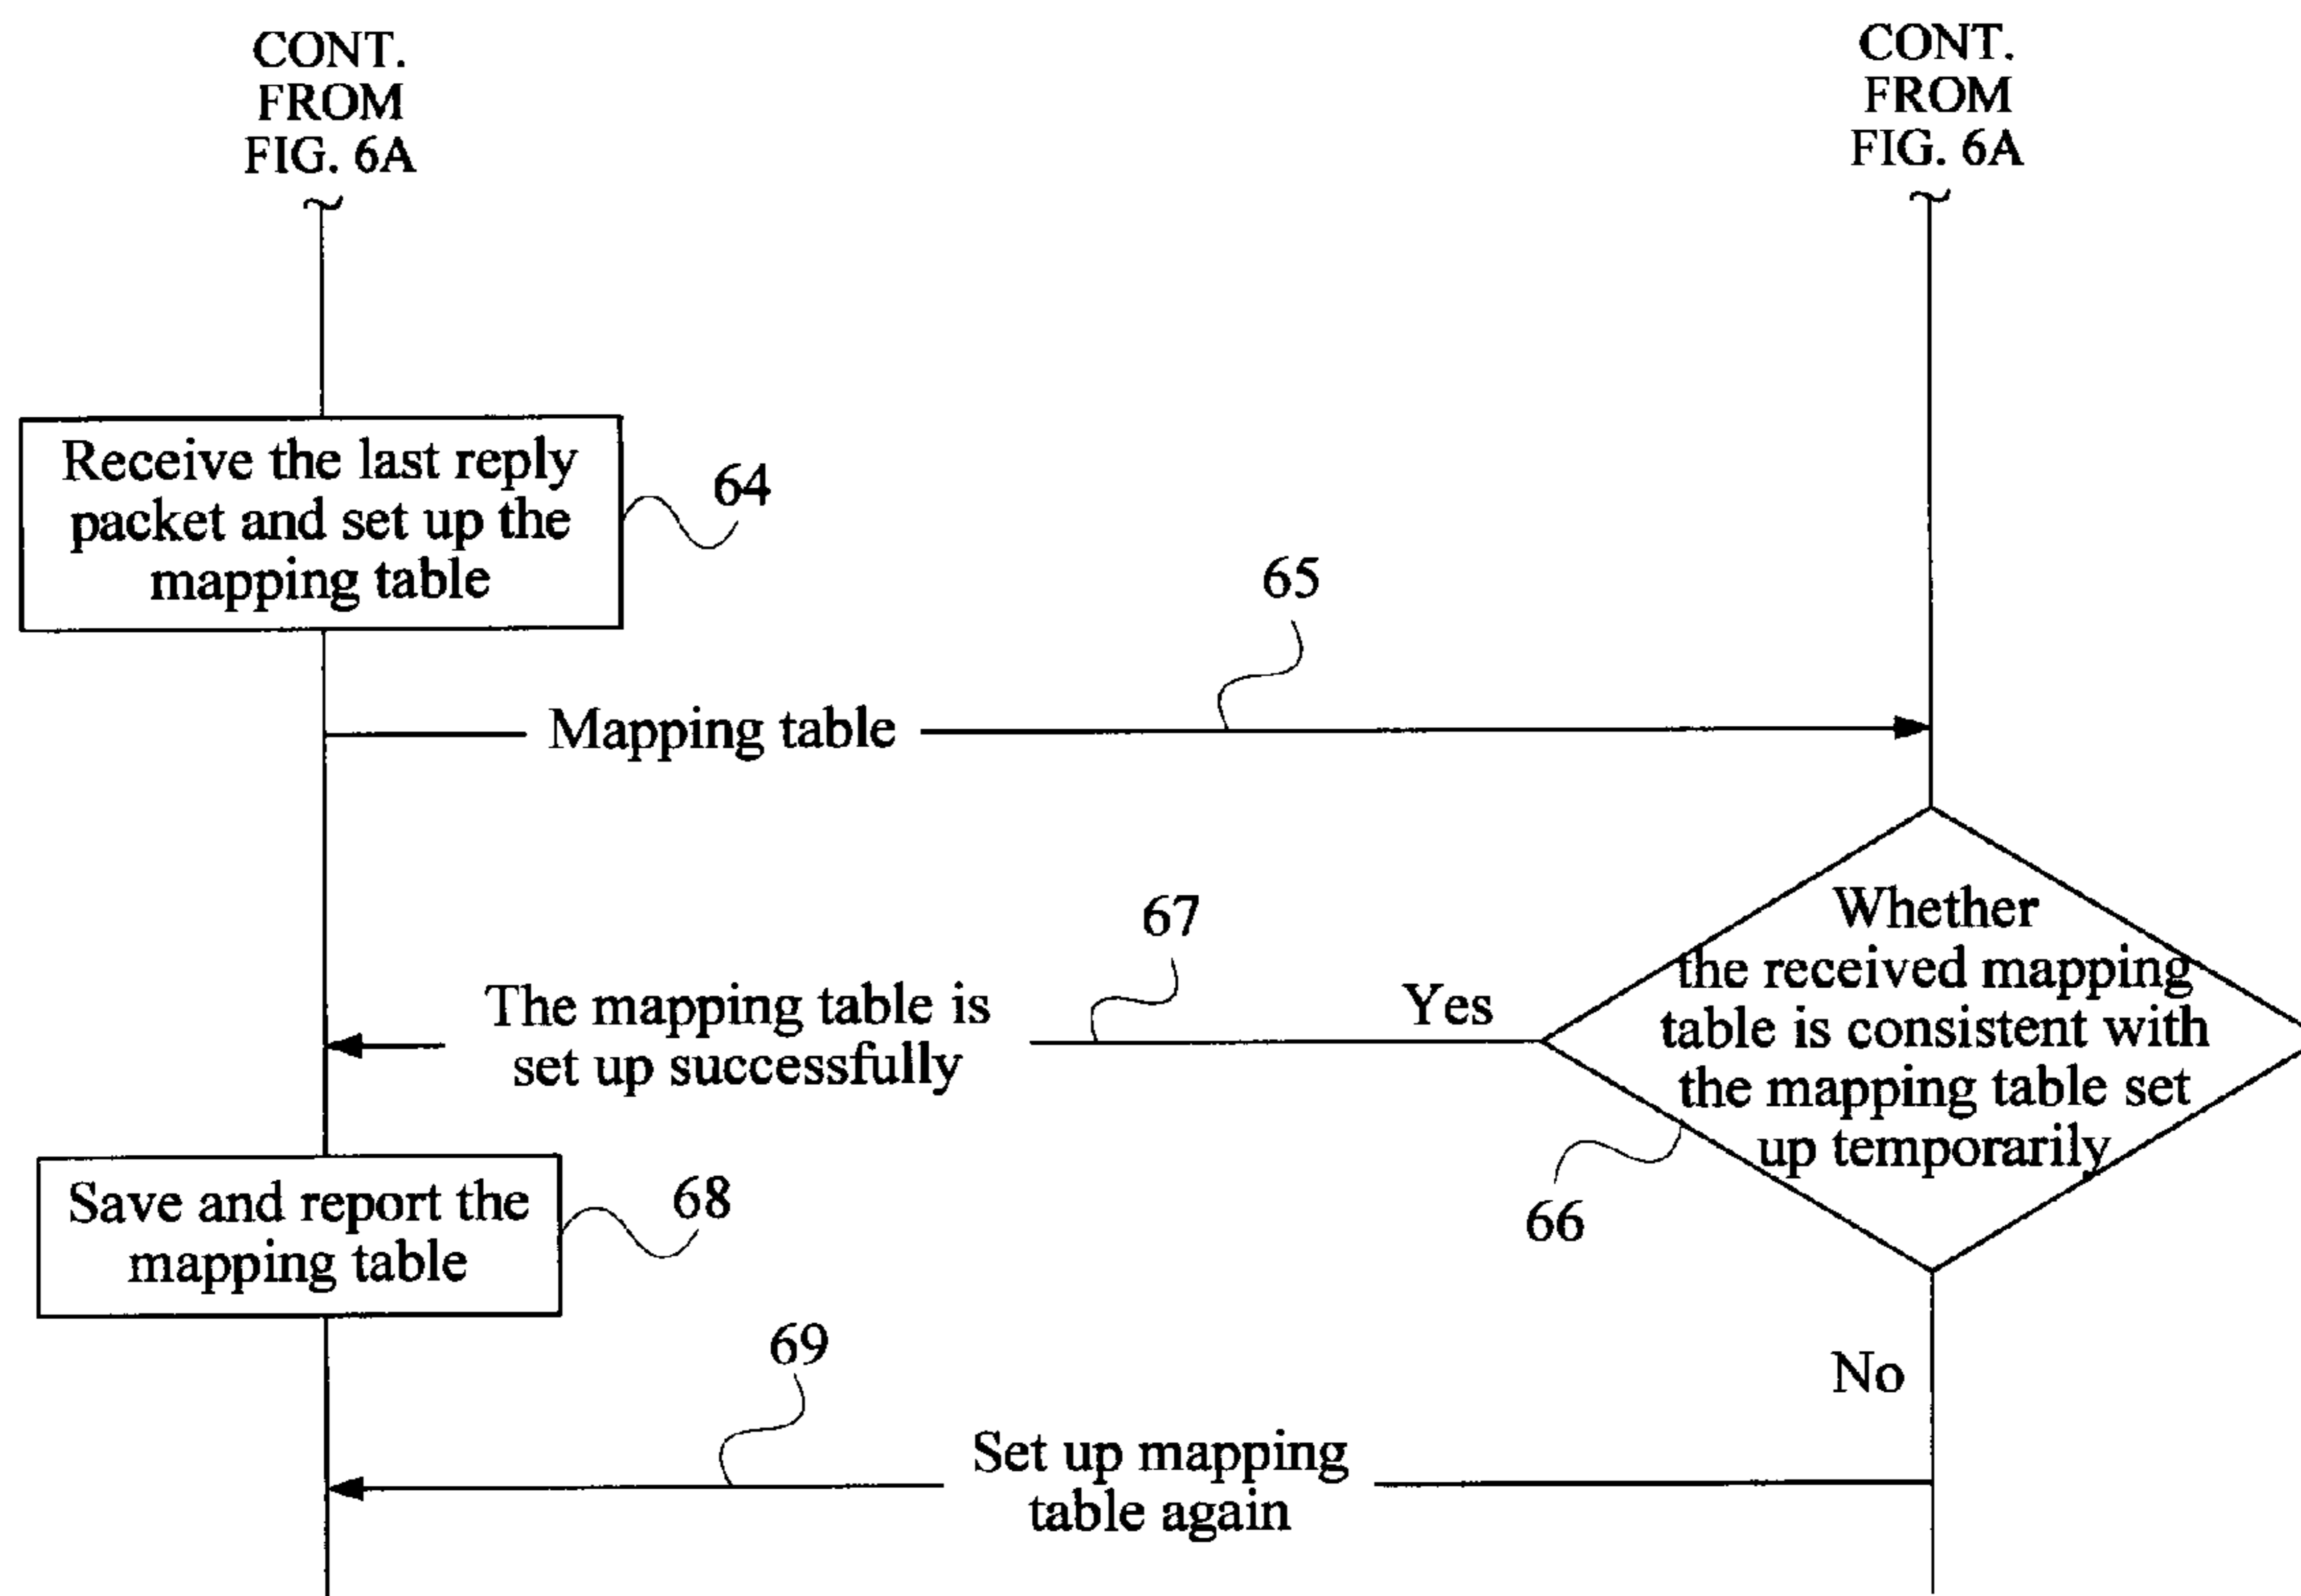 CONT.
FROM
FIG. 6A
CONT.
FROM
FIG. 6A
Receive the last reply
packet and set up the
mapping table
64
65
Mapping table
Whether
the received mapping
table is consistent with
the mapping table set
up temporarily
66
67
Yes
The mapping table is
set up successfully
Save and report the
mapping table
68
69
No
Set up mapping
table again